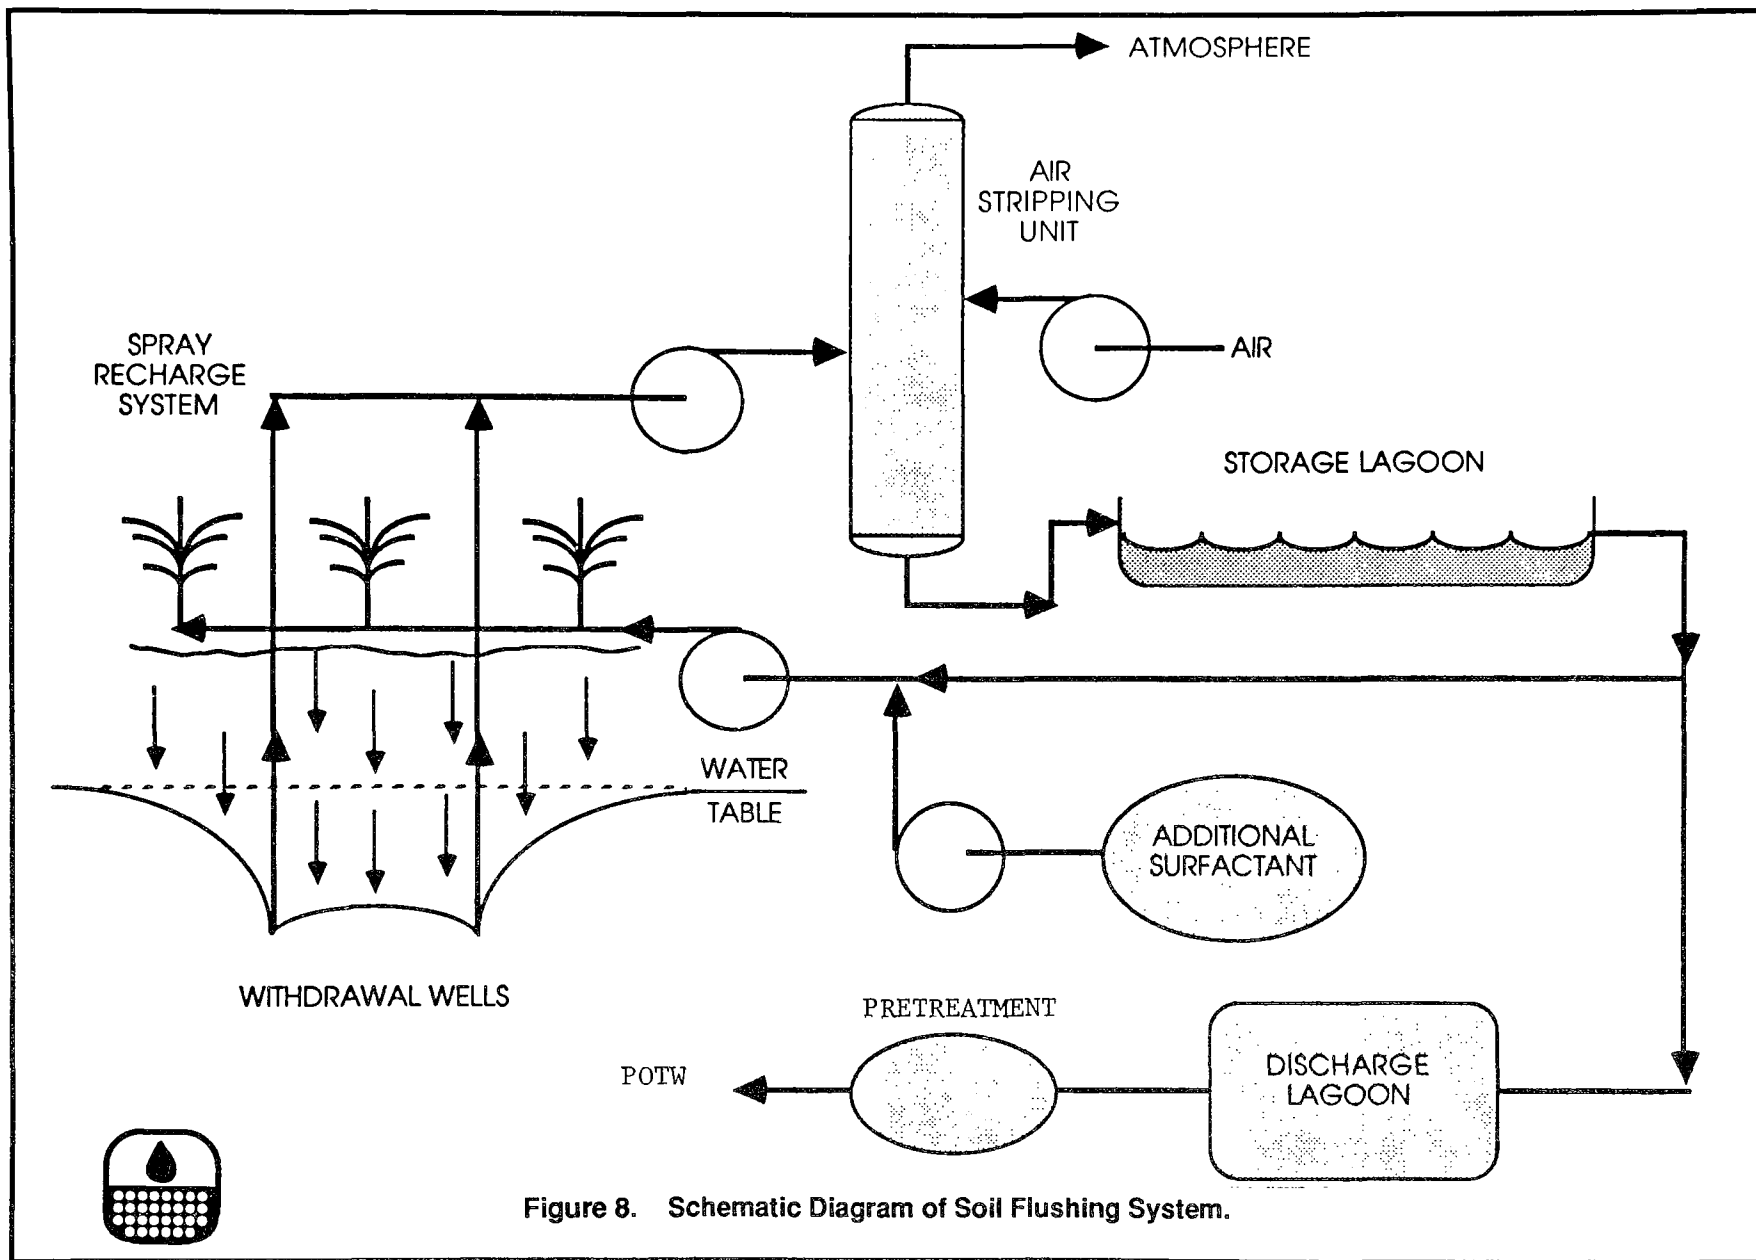 ATMOSPHERE
AIR
STRIPPING
UNIT
SPRAY
RECHARGE
SYSTEM
AIR
STORAGE LAGOON
WATER
TABLE
ADDITIONAL
SURFACTANT
WITHDRAWAL WELLS
PRETREATMENT
POTW
DISCHARGE
LAGOON
Figure 8. Schematic Diagram of Soil Flushing System.